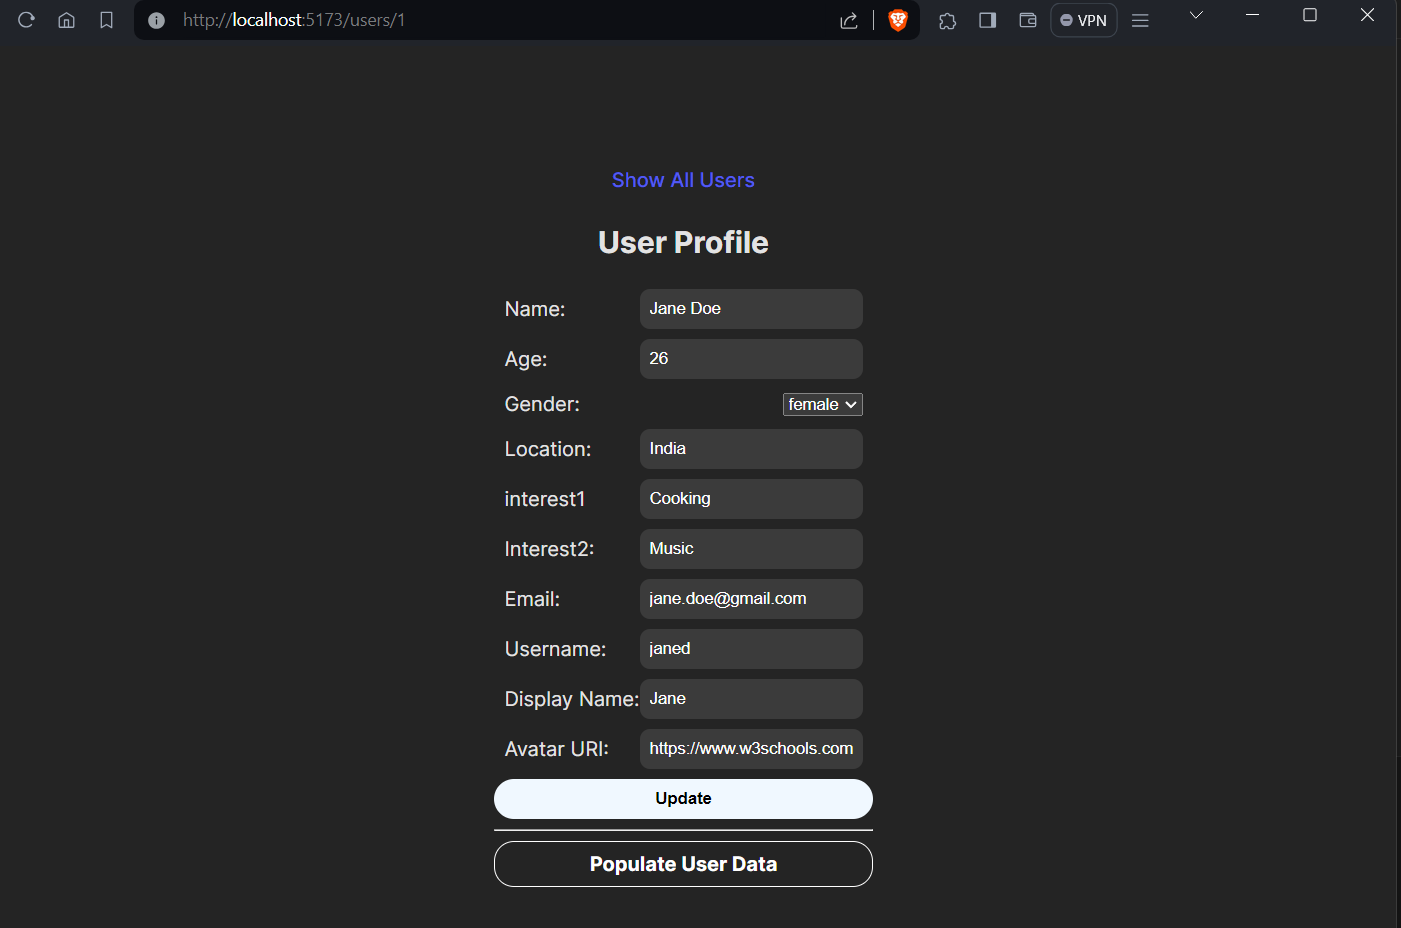 http://localhost:5173/users/1
VPN
Show All Users
User Profile
Name: Jane Doe
Age: 26
Gender: female
Location: India
interest1 Cooking
Interest2: Music
Email: jane.doe@gmail.com
Username: janed
Display Name: Jane
Avatar URl: https://www.w3schools.com
Update
Populate User Data